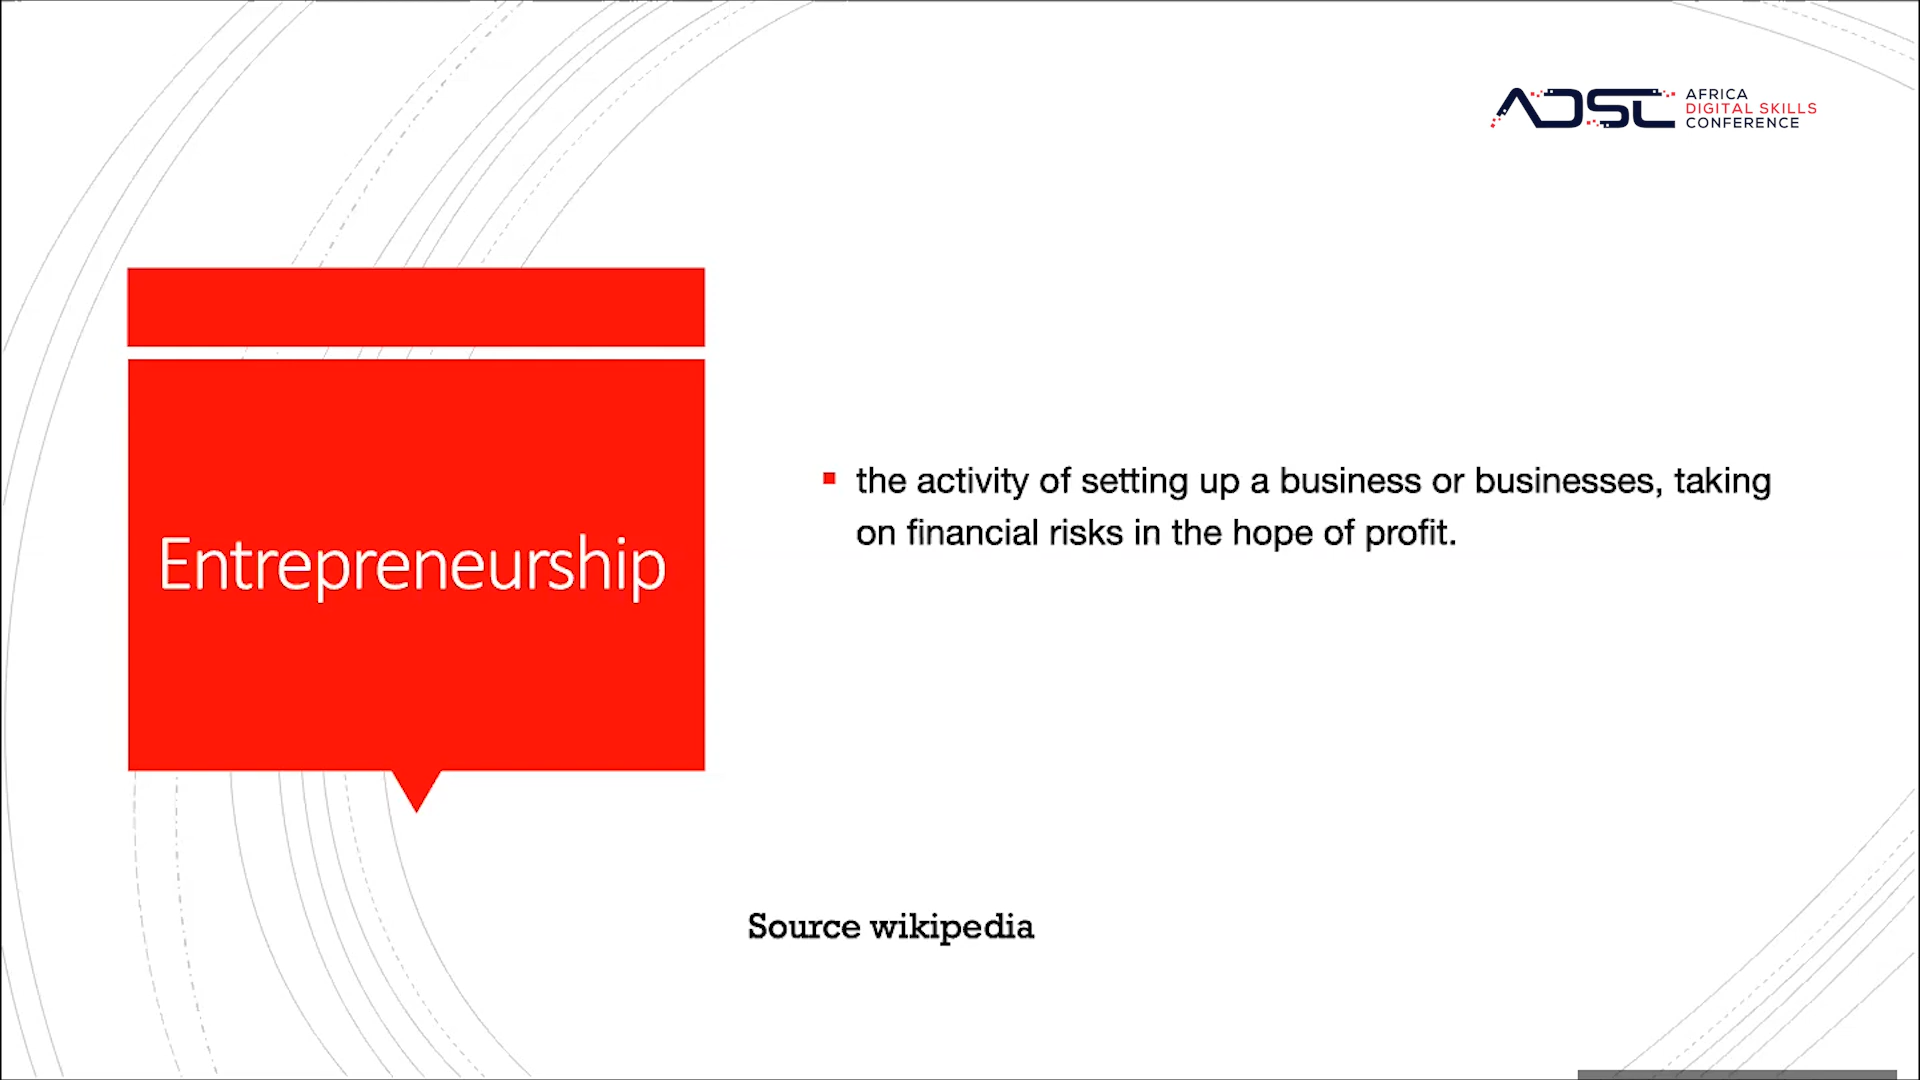 ADSC
AFRICA
DIGITAL SKILLS
CONFERENCE
Entrepreneurship
the activity of setting up a business or businesses, taking
on financial risks in the hope of profit.
Source wikipedia